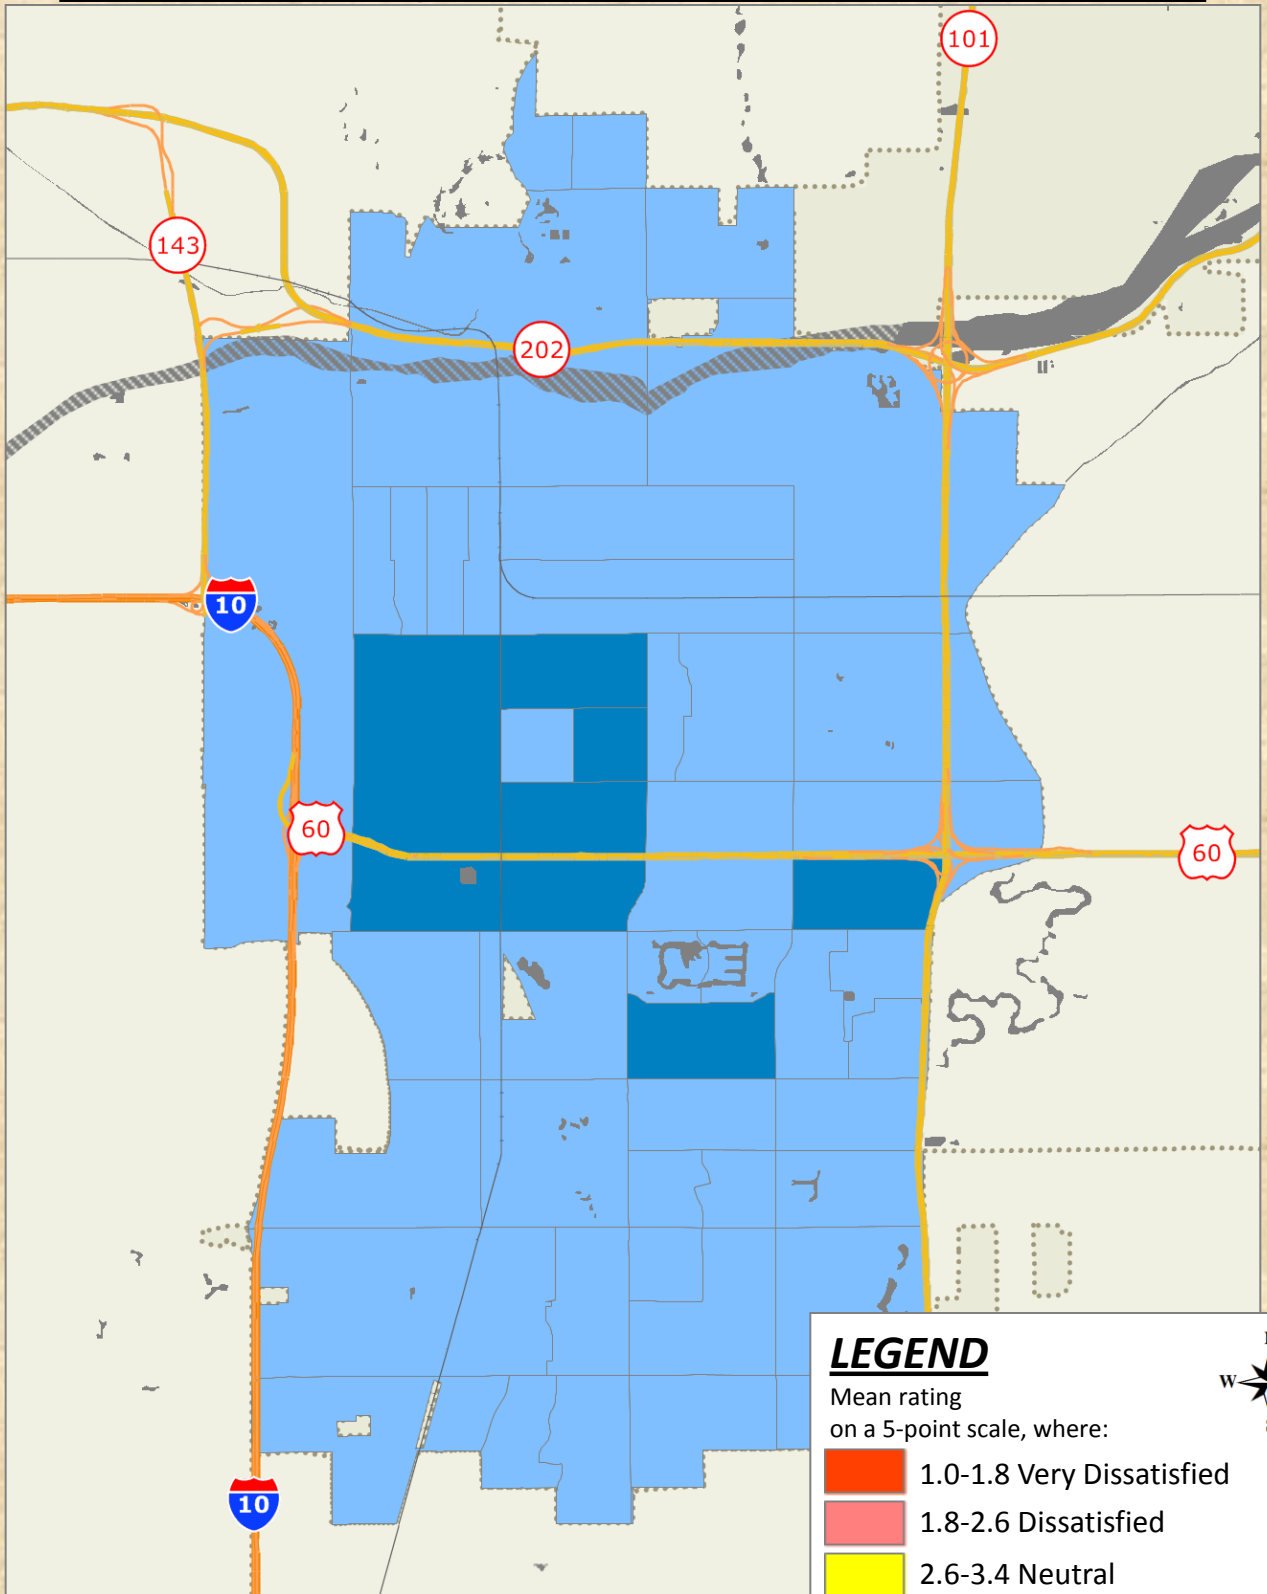 101
143
202
10
60
60
10
LEGEND
Mean rating
on a 5-point scale, where:
W
1.0-1.8 Very Dissatisfied
1.8-2.6 Dissatisfied
2.6-3.4 Neutral